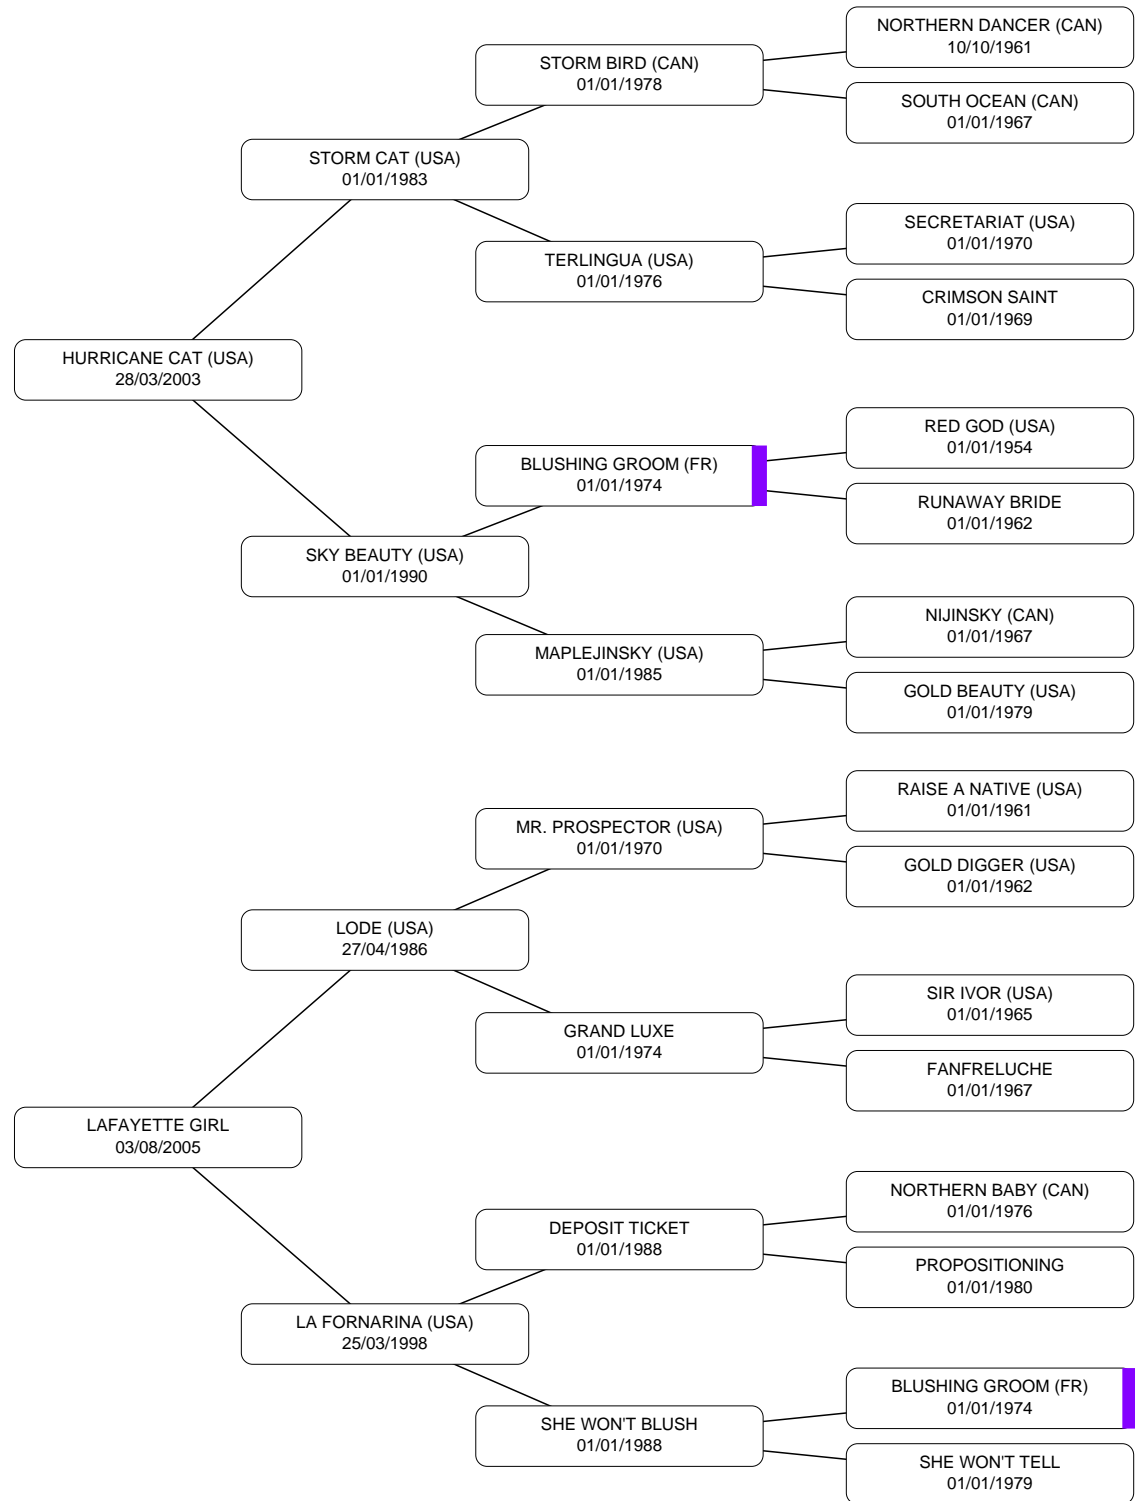 NORTHERN DANCER (CAN)
10/10/1961
STORM BIRD (CAN)
01/01/1978
SOUTH OCEAN (CAN)
01/01/1967
STORM CAT (USA)
01/01/1983
SECRETARIAT (USA)
01/01/1970
TERLINGUA (USA)
01/01/1976
CRIMSON SAINT
01/01/1969
HURRICANE CAT (USA)
28/03/2003
RED GOD (USA)
01/01/1954
BLUSHING GROOM (FR)
01/01/1974
RUNAWAY BRIDE
01/01/1962
SKY BEAUTY (USA)
01/01/1990
NIJINSKY (CAN)
01/01/1967
MAPLEJINSKY (USA)
01/01/1985
GOLD BEAUTY (USA)
01/01/1979
RAISE A NATIVE (USA)
01/01/1961
MR. PROSPECTOR (USA)
01/01/1970
GOLD DIGGER (USA)
01/01/1962
LODE (USA)
27/04/1986
SIR IVOR (USA)
01/01/1965
GRAND LUXE
01/01/1974
FANFRELUCHE
01/01/1967
LAFAYETTE GIRL
03/08/2005
NORTHERN BABY (CAN)
01/01/1976
DEPOSIT TICKET
01/01/1988
PROPOSITIONING
01/01/1980
LA FORNARINA (USA)
25/03/1998
BLUSHING GROOM (FR)
01/01/1974
SHE WON'T BLUSH
01/01/1988
SHE WON'T TELL
01/01/1979